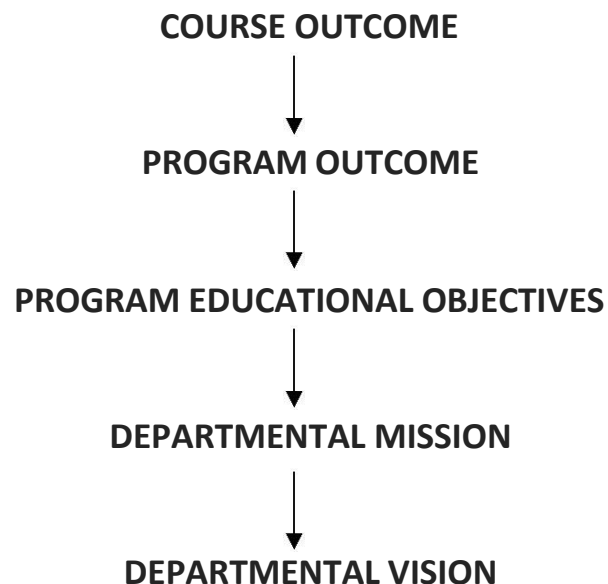 COURSE OUTCOME
PROGRAM OUTCOME
PROGRAM EDUCATIONAL OBJECTIVES
DEPARTMENTAL MISSION
DEPARTMENTAL VISION